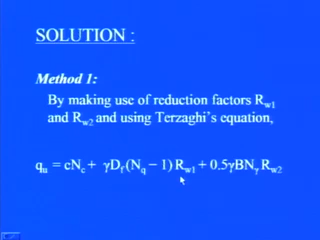 SOLUTION :
Method 1:
By making use of reduction factors Rw1
and Rw2 and using Terzaghi's equation,
qu = cNc + γDf (Nq − 1) Rw1 + 0.5γBNγ Rw2